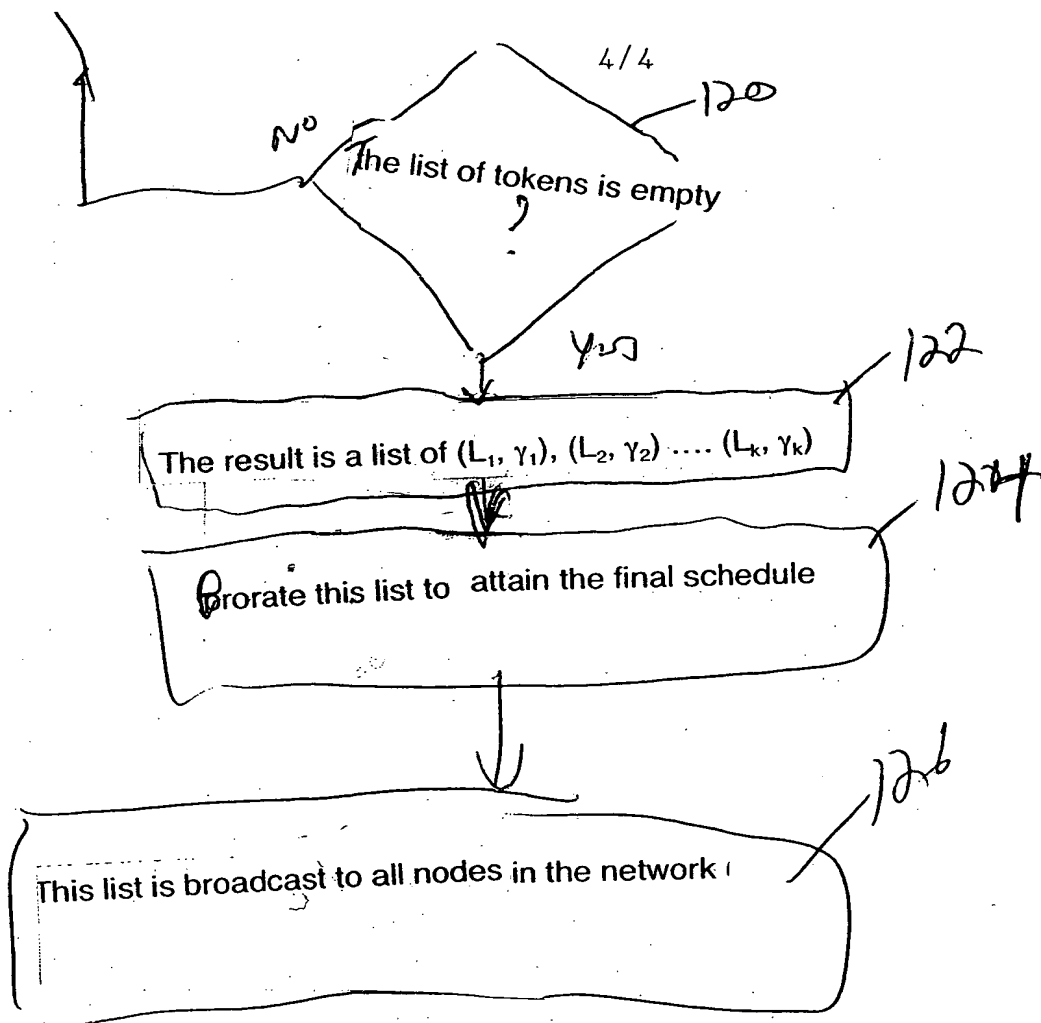 4/4
120
No
The list of tokens is empty
?
Yes
122
The result is a list of (L₁, γ₁), (L₂, γ₂) .... (Lₖ, γₖ)
124
Prorate this list to attain the final schedule
126
This list is broadcast to all nodes in the network